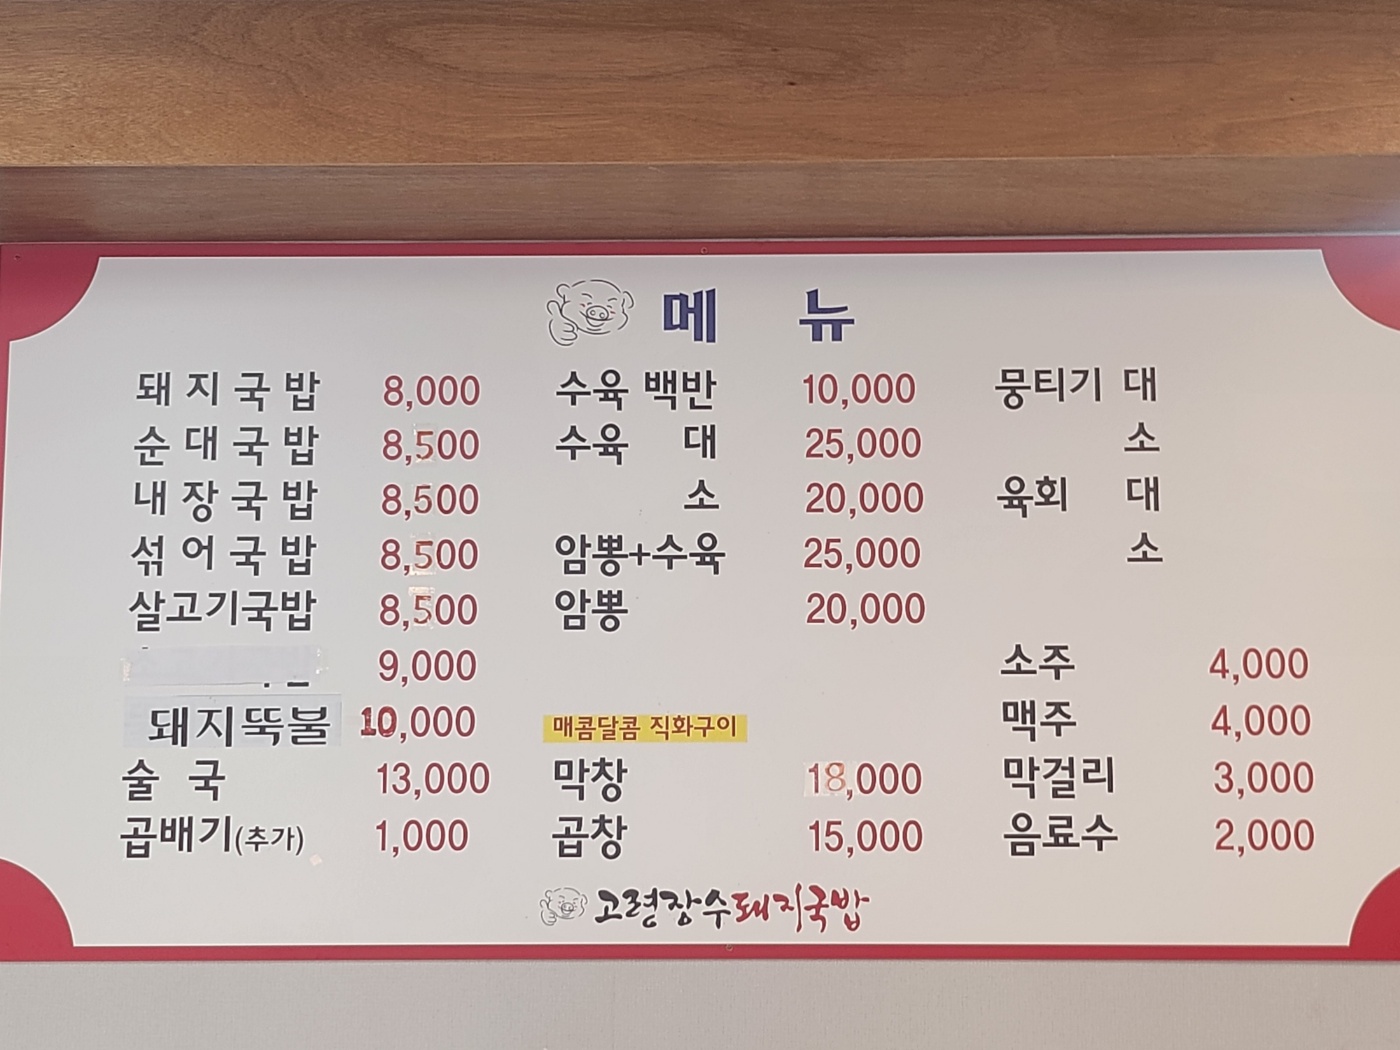 메 뉴
돼지국밥 8,000
순대국밥 8,500
내장국밥 8,500
섞어국밥 8,500
살고기국밥 8,500
9,000
돼지뚝불 10,000
술 국 13,000
곱배기(추가) 1,000
수육 백반 10,000
수육 대 25,000
소 20,000
암뽕+수육 25,000
암뽕 20,000
매콤달콤 직화구이
막창 18,000
곱창 15,000
뭉티기 대
소
육회 대
소
소주 4,000
맥주 4,000
막걸리 3,000
음료수 2,000
고령장수돼지국밥